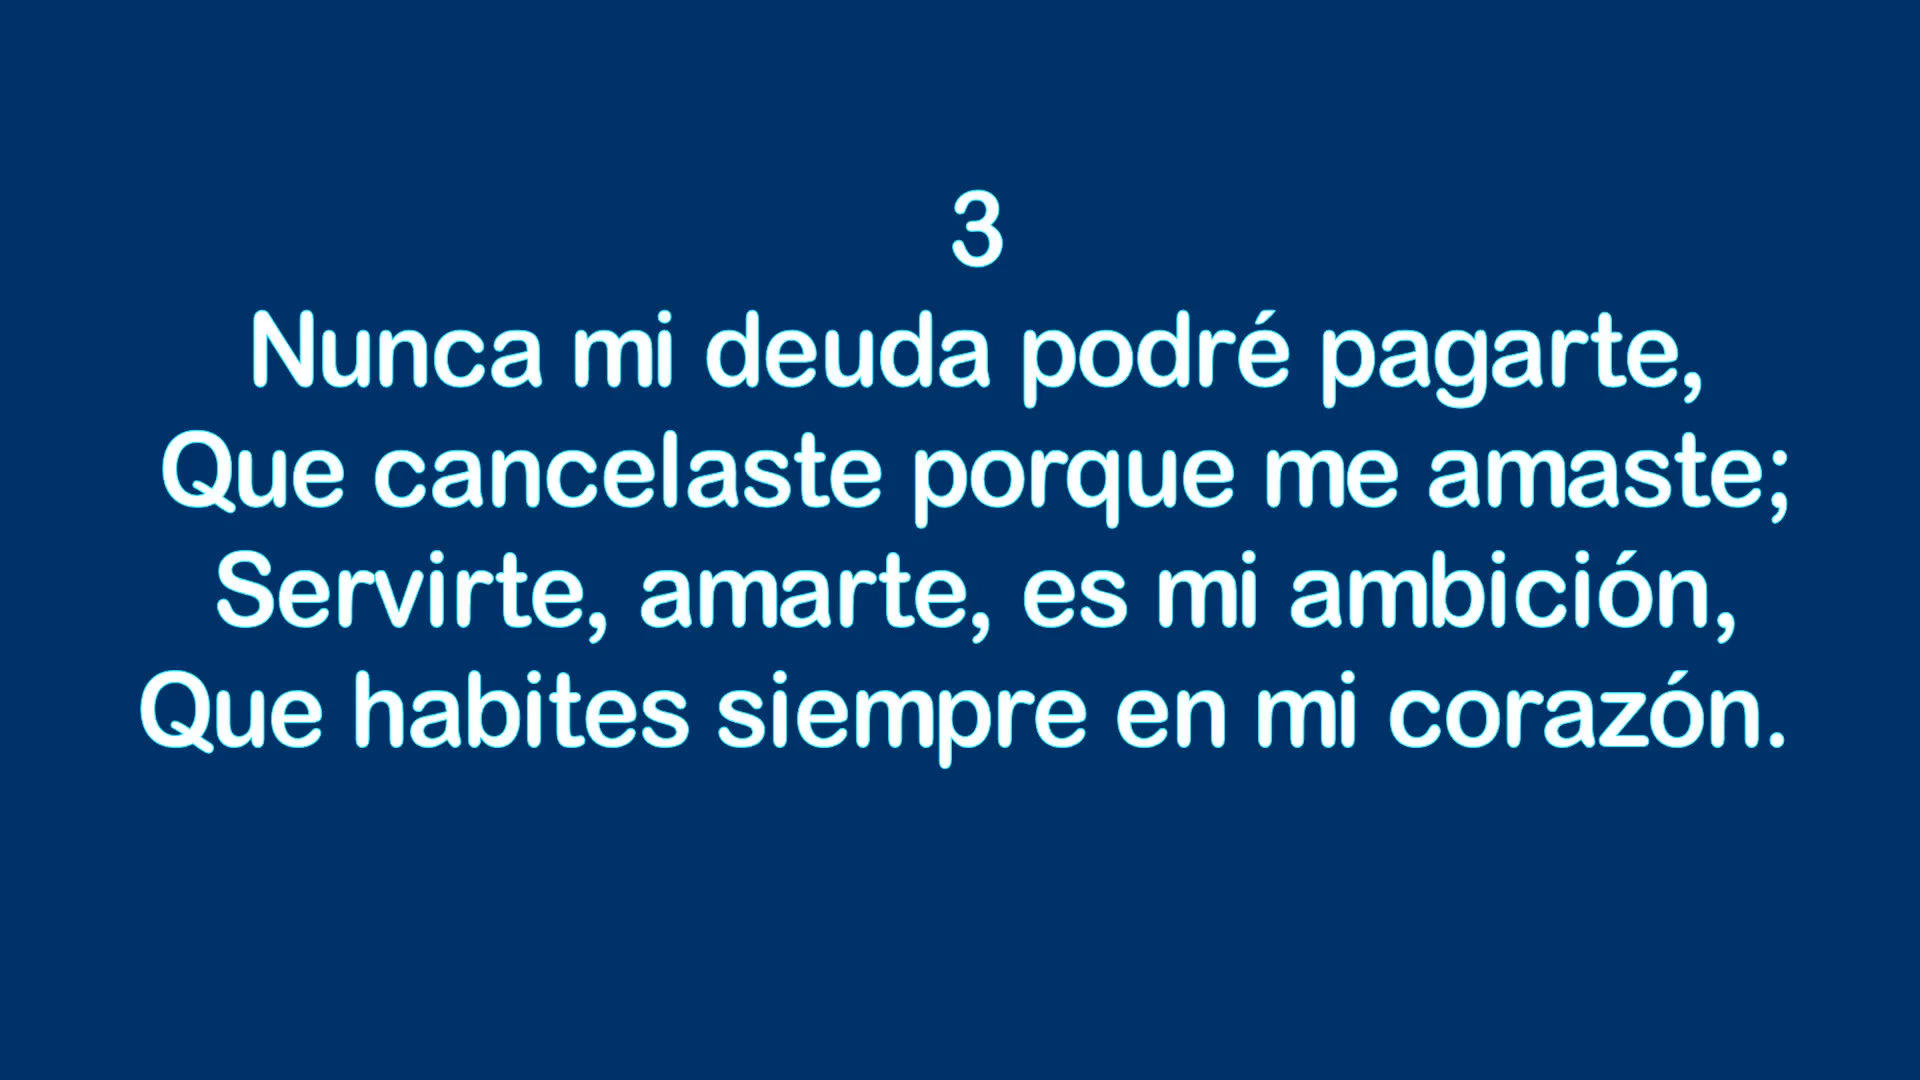 3
Nunca mi deuda podré pagarte,
Que cancelaste porque me amaste;
Servirte, amarte, es mi ambición,
Que habites siempre en mi corazón.